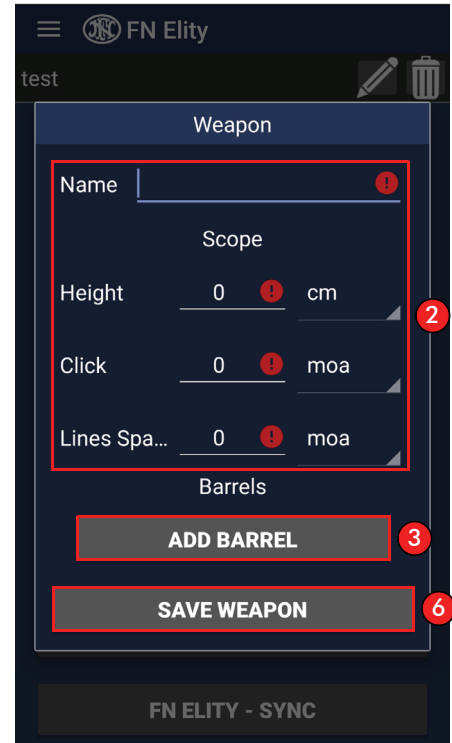 FN Elity
test
Weapon
Name
Scope
Height 0 cm
2
Click 0 moa
Lines Spa... 0 moa
Barrels
ADD BARREL 3
SAVE WEAPON 6
FN ELITY - SYNC